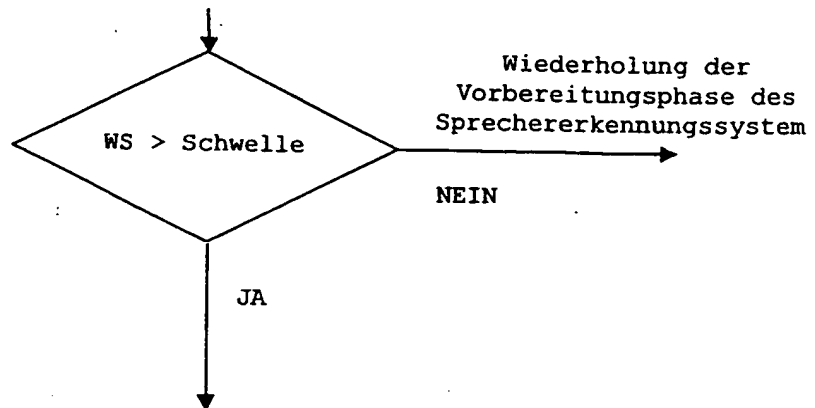 Wiederholung der
Vorbereitungsphase des
Sprechererkennungssystem
WS > Schwelle
NEIN
JA